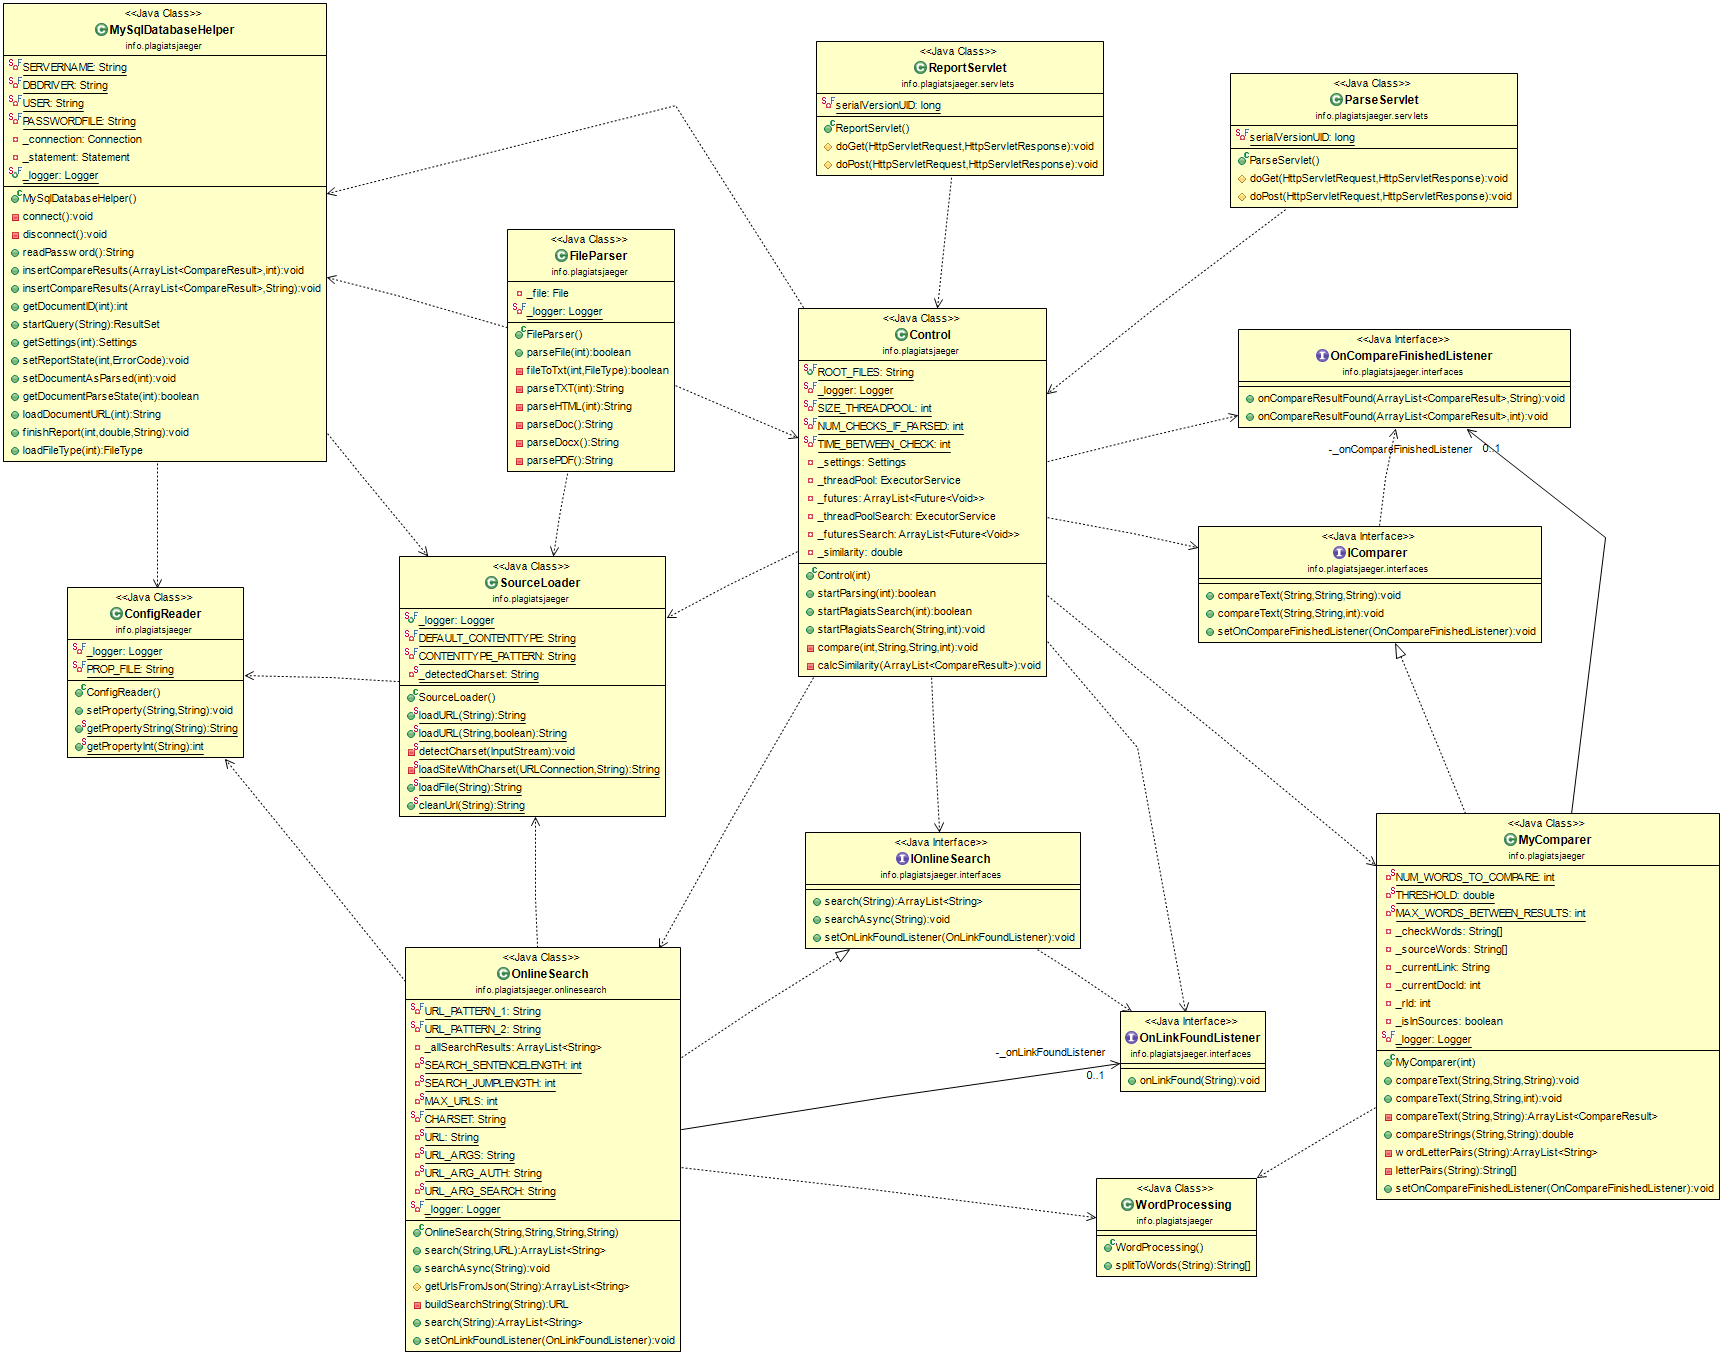 <<Java Class>>
MySqlDatabaseHelper
info.plagiatsjaeger
SERVERNAME: String
DBDRIVER: String
USER: String
PASSWORDFILE: String
_connection: Connection
_statement: Statement
_logger: Logger
MySqlDatabaseHelper()
connect():void
disconnect():void
readPassword():String
insertCompareResults(ArrayList<CompareResult>,int):void
insertCompareResults(ArrayList<CompareResult>,String):void
getDocumentID(int):int
startQuery(String):ResultSet
getSettings(int):Settings
setReportState(int,ErrorCode):void
setDocumentAsParsed(int):void
getDocumentParseState(int):boolean
loadDocumentURL(int):String
finishReport(int,double,String):void
loadFileType(int):FileType
<<Java Class>>
ReportServlet
info.plagiatsjaeger.servlets
serialVersionUID: long
ReportServlet()
doGet(HttpServletRequest,HttpServletResponse):void
doPost(HttpServletRequest,HttpServletResponse):void
<<Java Class>>
ParseServlet
info.plagiatsjaeger.servlets
serialVersionUID: long
ParseServlet()
doGet(HttpServletRequest,HttpServletResponse):void
doPost(HttpServletRequest,HttpServletResponse):void
<<Java Class>>
FileParser
info.plagiatsjaeger
_file: File
_logger: Logger
FileParser()
parseFile(int):boolean
fileToTxt(int,FileType):boolean
parseTXT(int):String
parseHTML(int):String
parseDoc():String
parseDocx():String
parsePDF():String
<<Java Class>>
Control
info.plagiatsjaeger
ROOT_FILES: String
_logger: Logger
SIZE_THREADPOOL: int
NUM_CHECKS_IF_PARSED: int
TIME_BETWEEN_CHECK: int
_settings: Settings
_threadPool: ExecutorService
_futures: ArrayList<Future<Void>>
_threadPoolSearch: ExecutorService
_futuresSearch: ArrayList<Future<Void>>
_similarity: double
Control(int)
startParsing(int):boolean
startPlagiatsSearch(int):boolean
startPlagiatsSearch(String,int):void
compare(int,String,String,int):void
calcSimilarity(ArrayList<CompareResult>):void
<<Java Interface>>
OnCompareFinishedListener
info.plagiatsjaeger.interfaces
onCompareResultFound(ArrayList<CompareResult>,String):void
onCompareResultFound(ArrayList<CompareResult>,int):void
-_onCompareFinishedListener
0..1
<<Java Interface>>
IComparer
info.plagiatsjaeger.interfaces
compareText(String,String,String):void
compareText(String,String,int):void
setOnCompareFinishedListener(OnCompareFinishedListener):void
<<Java Class>>
SourceLoader
info.plagiatsjaeger
_logger: Logger
DEFAULT_CONTENTTYPE: String
CONTENTTYPE_PATTERN: String
_detectedCharset: String
SourceLoader()
loadURL(String):String
loadURL(String,boolean):String
detectCharset(InputStream):void
loadSiteWithCharset(URLConnection,String):String
loadFile(String):String
cleanUrl(String):String
<<Java Class>>
ConfigReader
info.plagiatsjaeger
_logger: Logger
PROP_FILE: String
ConfigReader()
setProperty(String,String):void
getPropertyString(String):String
getPropertyInt(String):int
<<Java Interface>>
IOnlineSearch
info.plagiatsjaeger.interfaces
search(String):ArrayList<String>
searchAsync(String):void
setOnLinkFoundListener(OnLinkFoundListener):void
<<Java Class>>
MyComparer
info.plagiatsjaeger
NUM_WORDS_TO_COMPARE: int
THRESHOLD: double
MAX_WORDS_BETWEEN_RESULTS: int
_checkWords: String[]
_sourceWords: String[]
_currentLink: String
_currentDocId: int
_rId: int
_isInSources: boolean
_logger: Logger
MyComparer(int)
compareText(String,String,String):void
compareText(String,String,int):void
compareText(String,String):ArrayList<CompareResult>
compareStrings(String,String):double
wordLetterPairs(String):ArrayList<String>
letterPairs(String):String[]
setOnCompareFinishedListener(OnCompareFinishedListener):void
<<Java Class>>
OnlineSearch
info.plagiatsjaeger.onlinesearch
URL_PATTERN_1: String
URL_PATTERN_2: String
_allSearchResults: ArrayList<String>
SEARCH_SENTENCELENGTH: int
SEARCH_JUMPLENGTH: int
MAX_URLS: int
CHARSET: String
URL: String
URL_ARGS: String
URL_ARG_AUTH: String
URL_ARG_SEARCH: String
_logger: Logger
OnlineSearch(String,String,String,String)
search(String,URL):ArrayList<String>
searchAsync(String):void
getUrlsFromJson(String):ArrayList<String>
buildSearchString(String):URL
search(String):ArrayList<String>
setOnLinkFoundListener(OnLinkFoundListener):void
-_onLinkFoundListener
0..1
<<Java Interface>>
OnLinkFoundListener
info.plagiatsjaeger.interfaces
onLinkFound(String):void
<<Java Class>>
WordProcessing
info.plagiatsjaeger
WordProcessing()
splitToWords(String):String[]